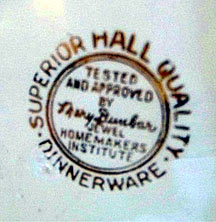 SUPERIOR HALL QUALITY
· DINNERWARE ·
TESTED
AND APPROVED
BY
Mary Dunbar
JEWEL
HOMEMAKERS
INSTITUTE